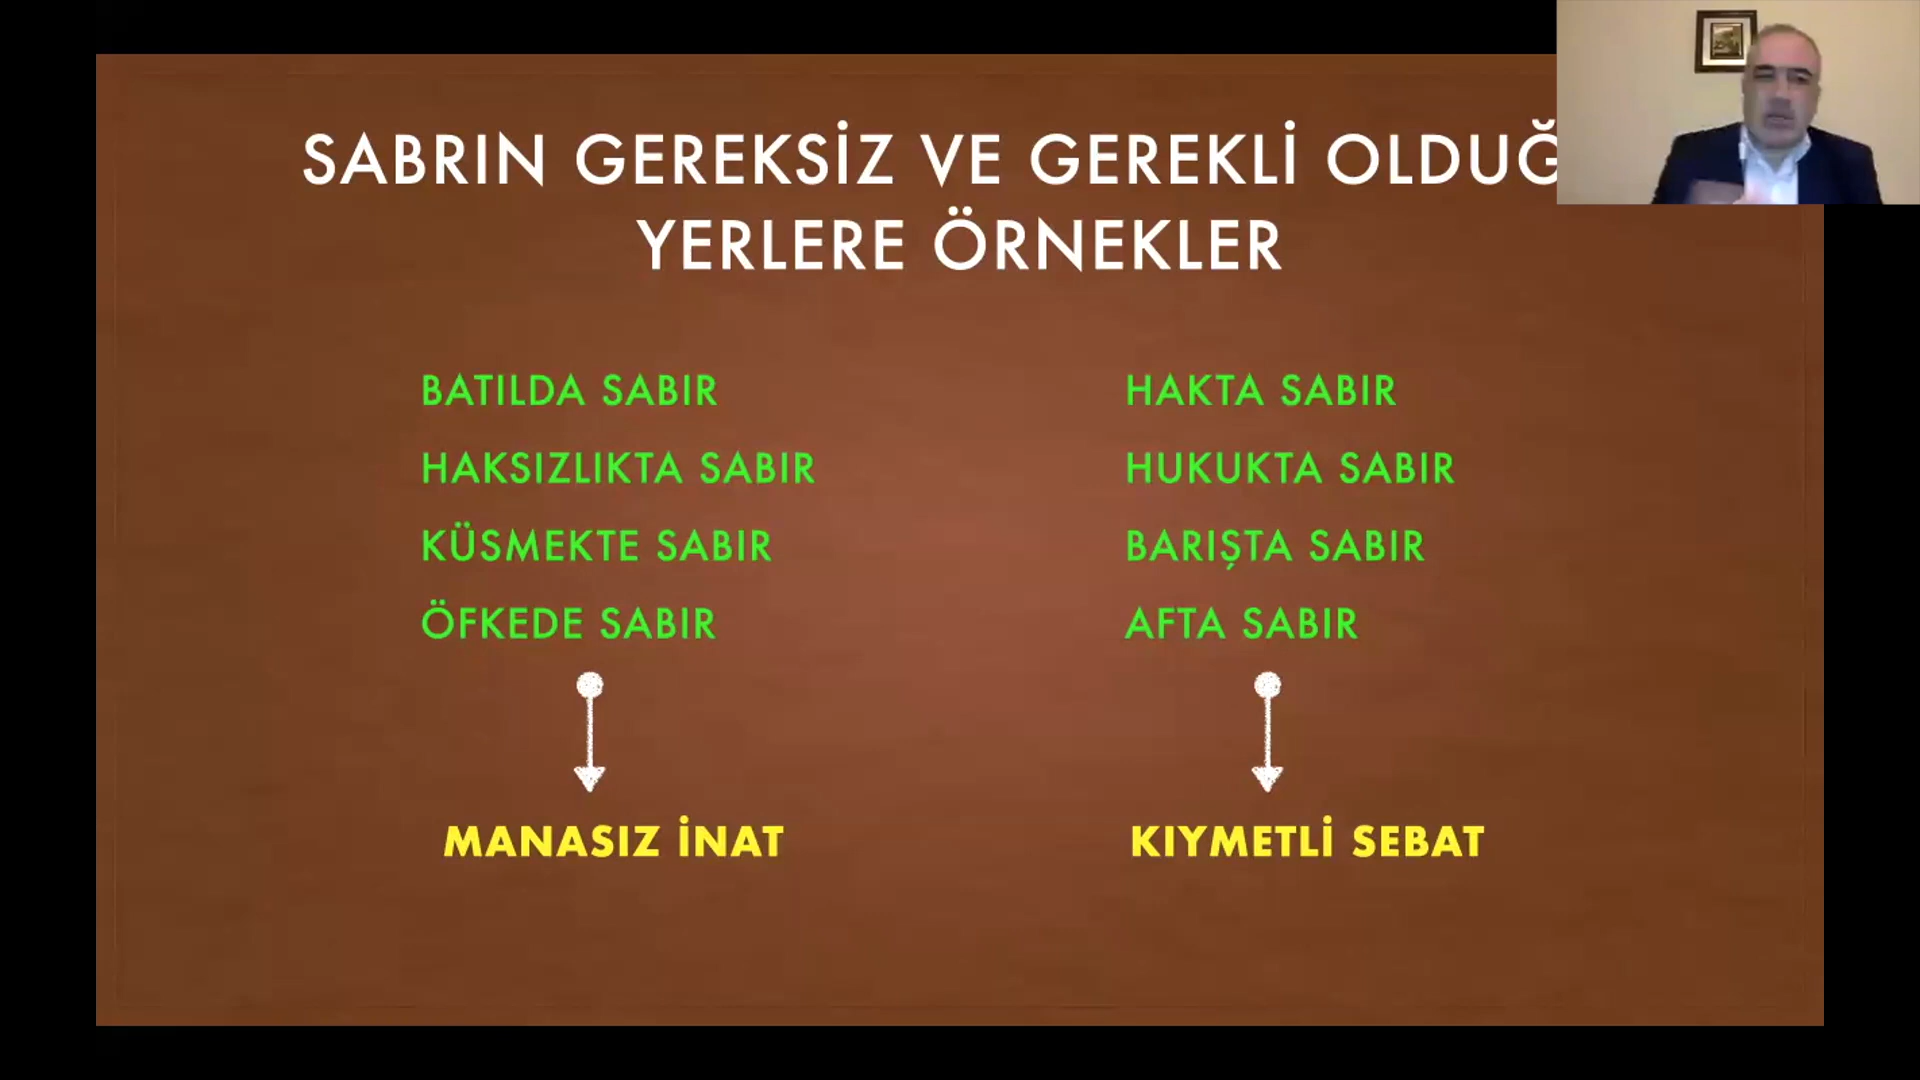 SABRIN GEREKSİZ VE GEREKLİ OLDUĞ
YERLERE ÖRNEKLER
BATILDA SABIR
HAKSIZLIKTA SABIR
KÜSMEKTE SABIR
ÖFKEDE SABIR
MANASIZ İNAT
HAKTA SABIR
HUKUKTA SABIR
BARIŞTA SABIR
AFTA SABIR
KIYMETLİ SEBAT